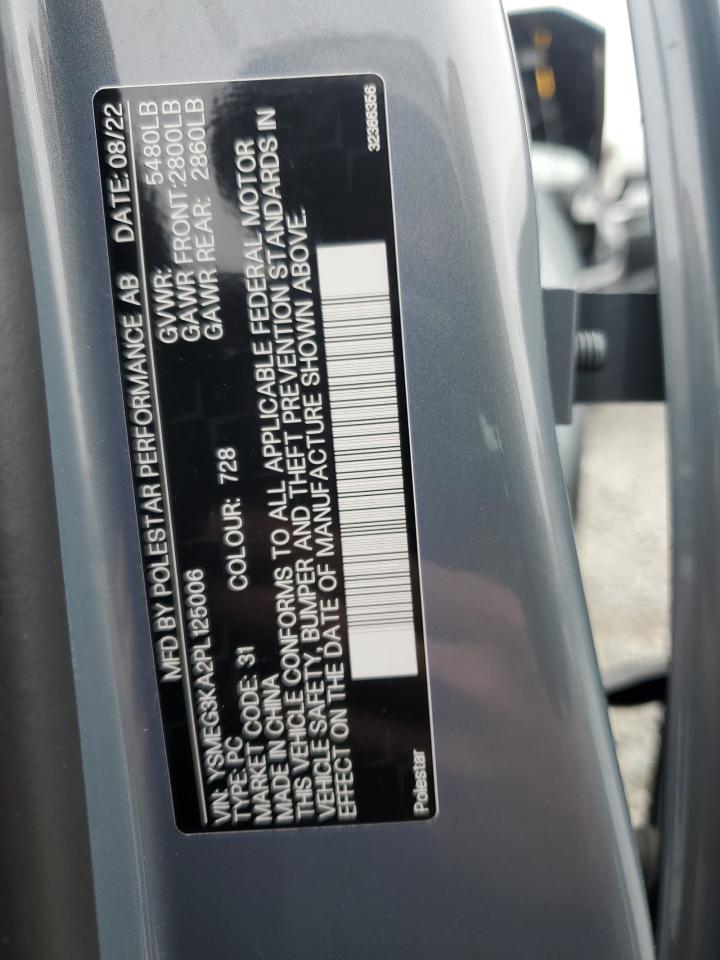 MFD BY POLESTAR PERFORMANCE AB DATE: 08/22
VIN: YSMEG3KA2PL125006 GVWR: 5480LB
TYPE: PC GAWR FRONT: 2800LB
MARKET CODE: 31 COLOUR: 728 GAWR REAR: 2860LB
MADE IN CHINA
THIS VEHICLE CONFORMS TO ALL APPLICABLE FEDERAL MOTOR
VEHICLE SAFETY, BUMPER AND THEFT PREVENTION STANDARDS IN
EFFECT ON THE DATE OF MANUFACTURE SHOWN ABOVE.
Polestar 32366356